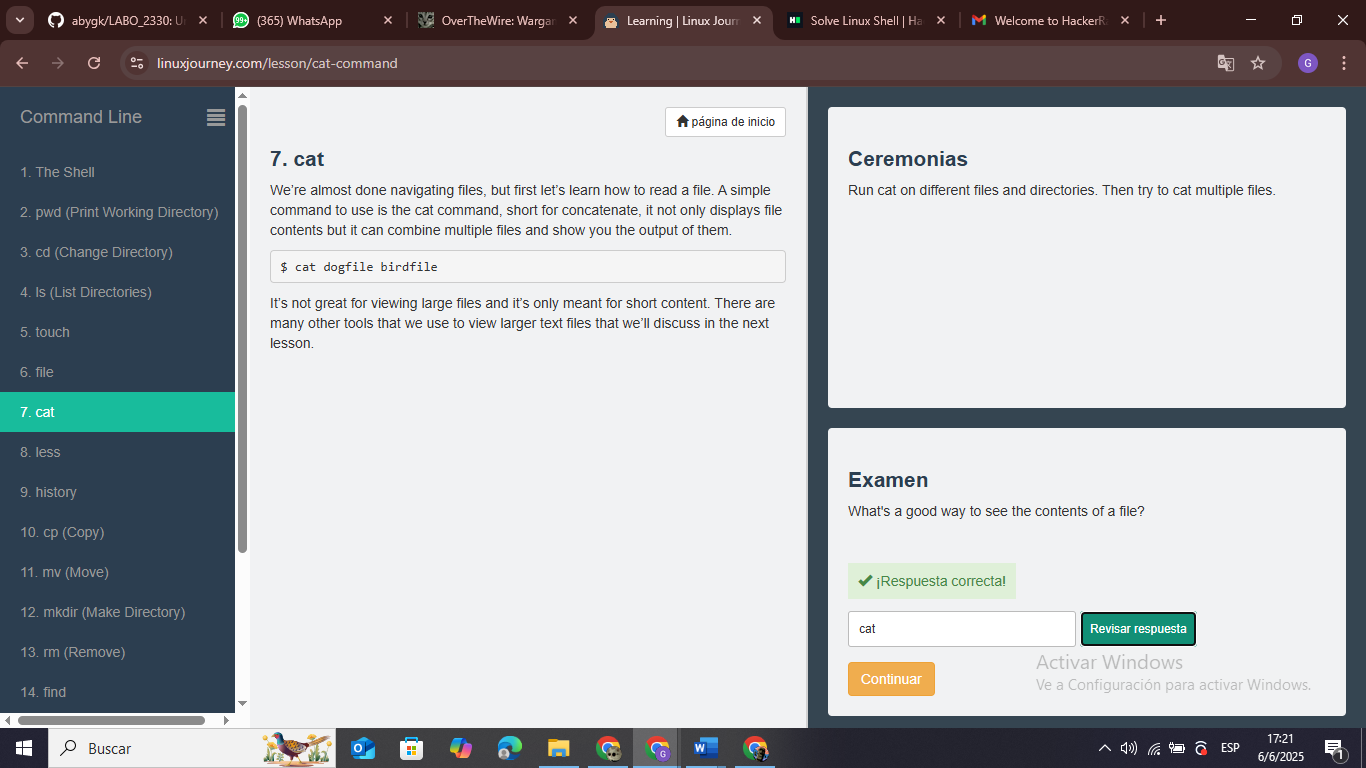 abygk/LABO_2330: U
(365) WhatsApp
OverTheWire: Wargar
Learning | Linux Journ
Solve Linux Shell | Ha
Welcome to HackerR
linuxjourney.com/lesson/cat-command
G
Command Line
1. The Shell
2. pwd (Print Working Directory)
3. cd (Change Directory)
4. ls (List Directories)
5. touch
6. file
7. cat
8. less
9. history
10. cp (Copy)
11. mv (Move)
12. mkdir (Make Directory)
13. rm (Remove)
14. find
página de inicio
7. cat
We're almost done navigating files, but first let's learn how to read a file. A simple
command to use is the cat command, short for concatenate, it not only displays file
contents but it can combine multiple files and show you the output of them.
$ cat dogfile birdfile
It's not great for viewing large files and it's only meant for short content. There are
many other tools that we use to view larger text files that we'll discuss in the next
lesson.
Ceremonias
Run cat on different files and directories. Then try to cat multiple files.
Examen
What's a good way to see the contents of a file?
¡Respuesta correcta!
cat
Revisar respuesta
Continuar
Activar Windows
Ve a Configuración para activar Windows.
Buscar
ESP
17:21
6/6/2025
1